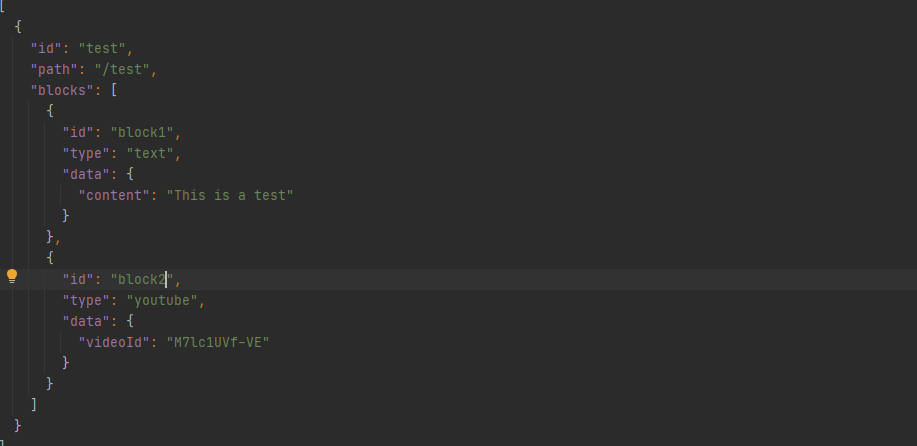 [
{
"id": "test",
"path": "/test",
"blocks": [
{
"id": "block1",
"type": "text",
"data": {
"content": "This is a test"
}
},
{
"id": "block2",
"type": "youtube",
"data": {
"videoId": "M7lc1UVf-VE"
}
}
]
}
]